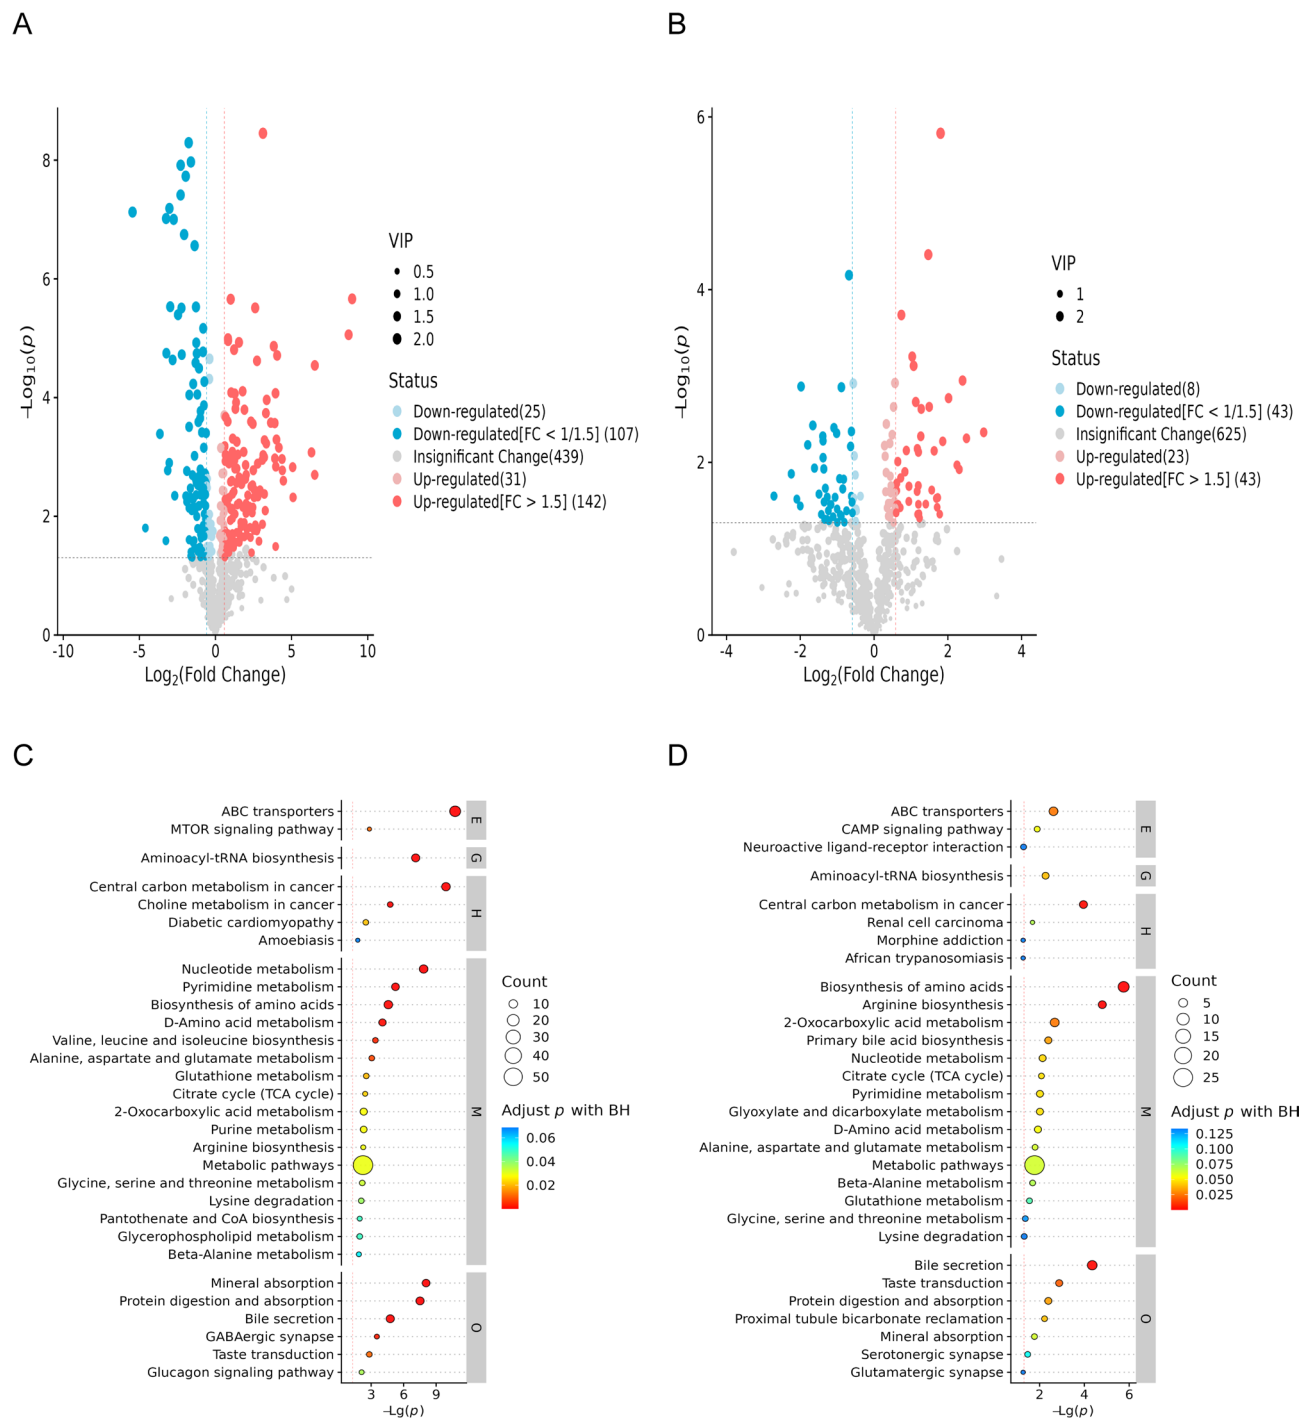 A
8
6
4
2
0
-10
-5
0
5
10
−Log10(p)
Log2(Fold Change)
VIP
0.5
1.0
1.5
2.0
Status
Down-regulated(25)
Down-regulated[FC < 1/1.5] (107)
Insignificant Change(439)
Up-regulated(31)
Up-regulated[FC > 1.5] (142)
B
6
4
2
0
-4
-2
0
2
4
−Log10(p)
Log2(Fold Change)
VIP
1
2
Status
Down-regulated(8)
Down-regulated[FC < 1/1.5] (43)
Insignificant Change(625)
Up-regulated(23)
Up-regulated[FC > 1.5] (43)
C
ABC transporters
MTOR signaling pathway
E
Aminoacyl-tRNA biosynthesis
G
Central carbon metabolism in cancer
Choline metabolism in cancer
Diabetic cardiomyopathy
Amoebiasis
H
Nucleotide metabolism
Pyrimidine metabolism
Biosynthesis of amino acids
D-Amino acid metabolism
Valine, leucine and isoleucine biosynthesis
Alanine, aspartate and glutamate metabolism
Glutathione metabolism
Citrate cycle (TCA cycle)
2-Oxocarboxylic acid metabolism
Purine metabolism
Arginine biosynthesis
Metabolic pathways
Glycine, serine and threonine metabolism
Lysine degradation
Pantothenate and CoA biosynthesis
Glycerophospholipid metabolism
Beta-Alanine metabolism
M
Mineral absorption
Protein digestion and absorption
Bile secretion
GABAergic synapse
Taste transduction
Glucagon signaling pathway
O
3
6
9
−Lg(p)
Count
10
20
30
40
50
Adjust p with BH
0.06
0.04
0.02
D
ABC transporters
CAMP signaling pathway
Neuroactive ligand-receptor interaction
E
Aminoacyl-tRNA biosynthesis
G
Central carbon metabolism in cancer
Renal cell carcinoma
Morphine addiction
African trypanosomiasis
H
Biosynthesis of amino acids
Arginine biosynthesis
2-Oxocarboxylic acid metabolism
Primary bile acid biosynthesis
Nucleotide metabolism
Citrate cycle (TCA cycle)
Pyrimidine metabolism
Glyoxylate and dicarboxylate metabolism
D-Amino acid metabolism
Alanine, aspartate and glutamate metabolism
Metabolic pathways
Beta-Alanine metabolism
Glutathione metabolism
Glycine, serine and threonine metabolism
Lysine degradation
M
Bile secretion
Taste transduction
Protein digestion and absorption
Proximal tubule bicarbonate reclamation
Mineral absorption
Serotonergic synapse
Glutamatergic synapse
O
2
4
6
−Lg(p)
Count
5
10
15
20
25
Adjust p with BH
0.125
0.100
0.075
0.050
0.025